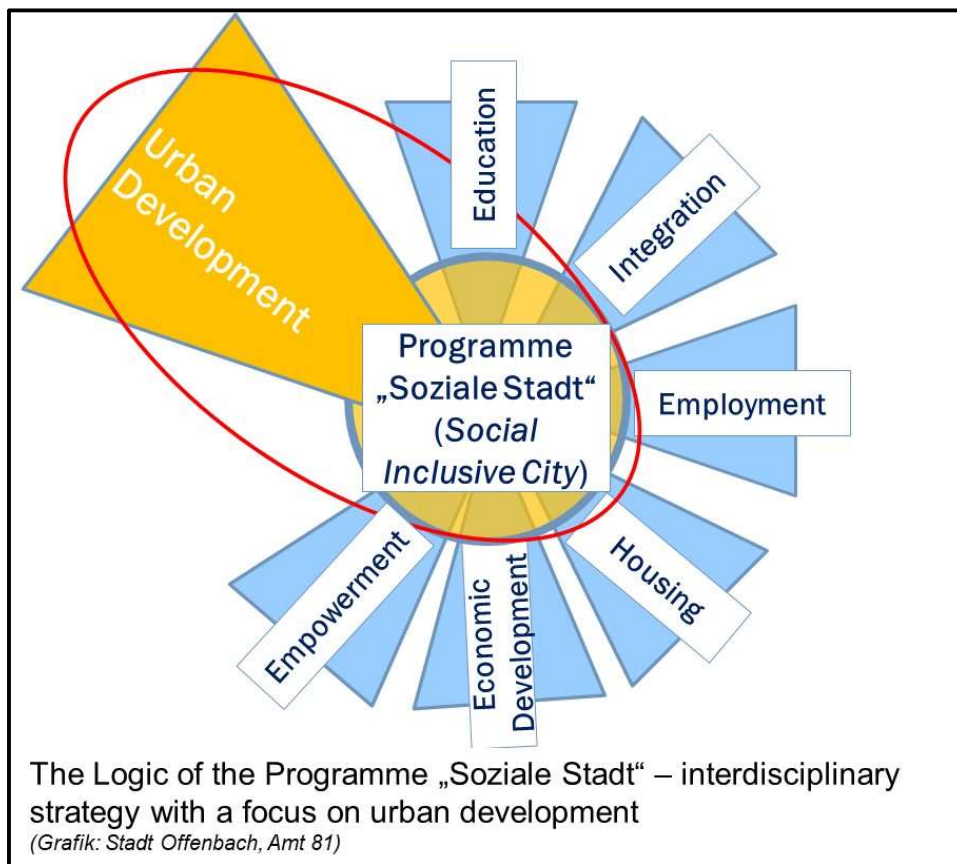 Urban
Development
Education
Integration
Employment
Housing
Economic
Development
Empowerment
Programme
„Soziale Stadt“
(Social
Inclusive City)
The Logic of the Programme „Soziale Stadt“ – interdisciplinary
strategy with a focus on urban development
(Grafik: Stadt Offenbach, Amt 81)